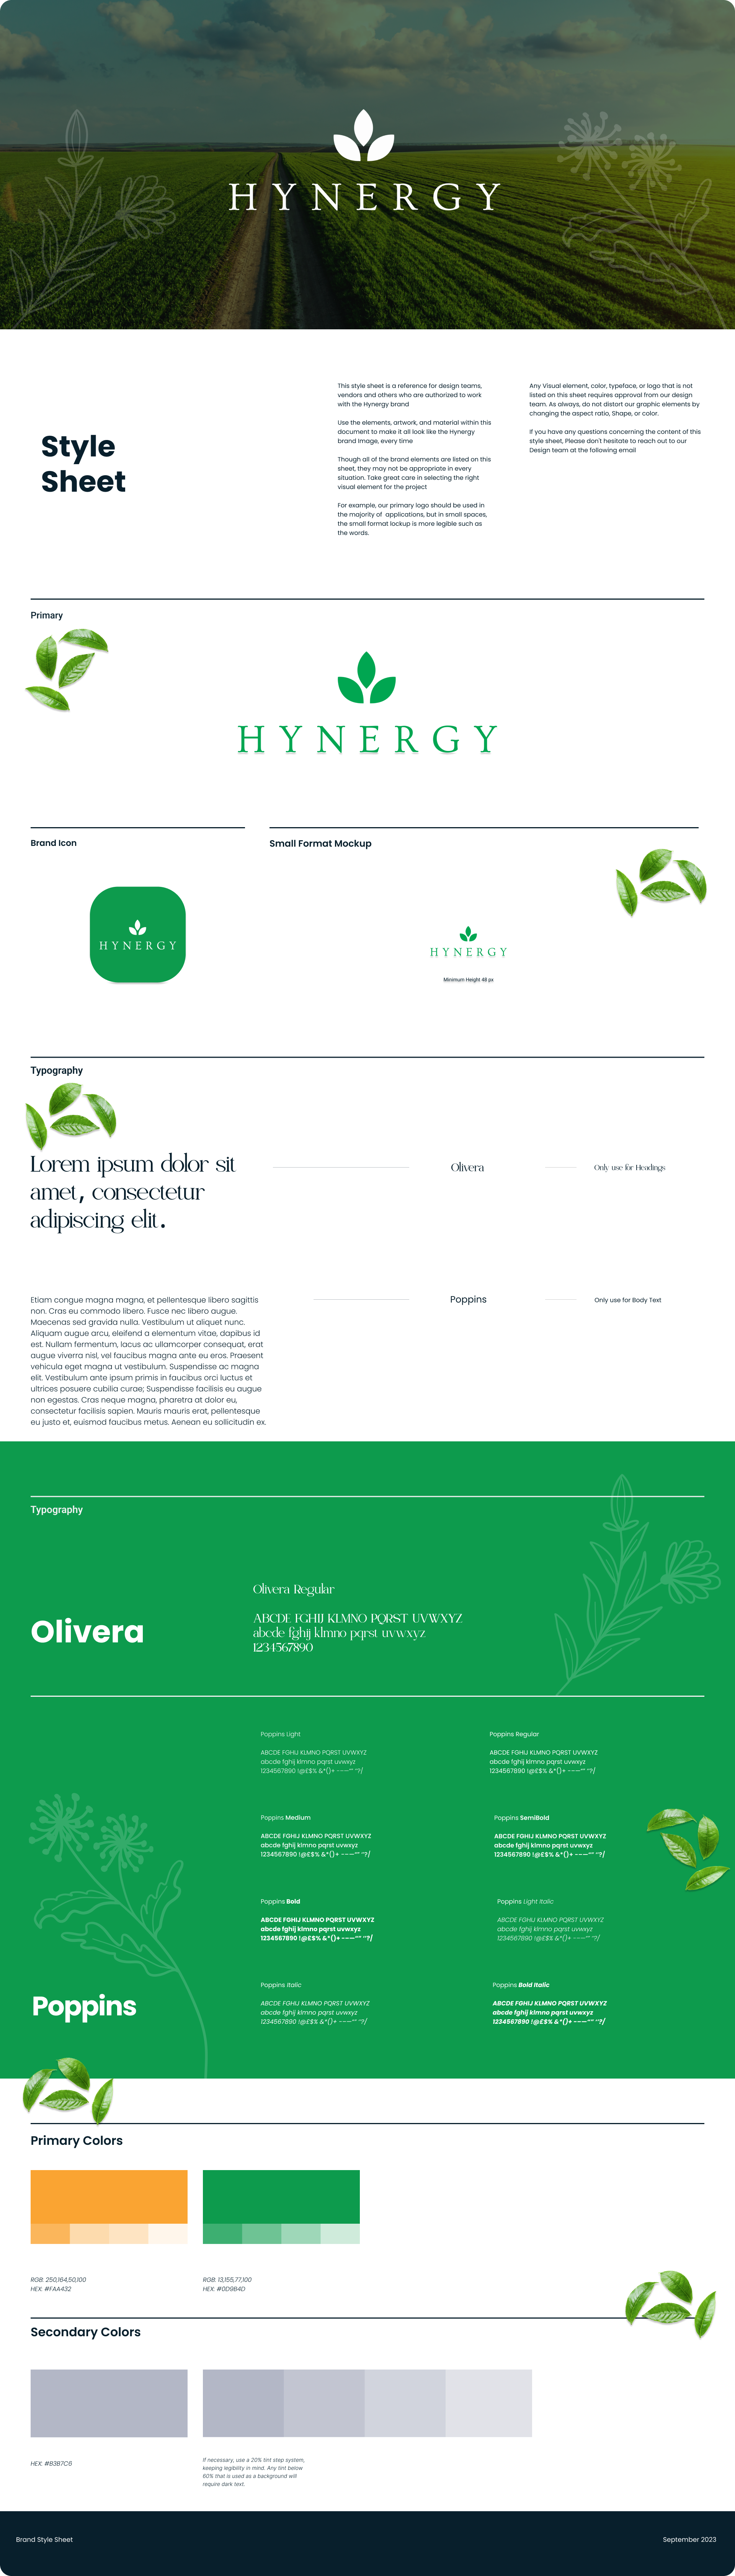 HYNERGY
Style
Sheet
This style sheet is a reference for design teams,
vendors and others who are authorized to work
with the Hynergy brand
Use the elements, artwork, and material within this
document to make it all look like the Hynergy
brand Image, every time
Though all of the brand elements are listed on this
sheet, they may not be appropriate in every
situation. Take great care in selecting the right
visual element for the project
For example, our primary logo should be used in
the majority of applications, but in small spaces,
the small format lockup is more legible such as
the words.
Any Visual element, color, typeface, or logo that is not
listed on this sheet requires approval from our design
team. As always, do not distort our graphic elements by
changing the aspect ratio, Shape, or color.
If you have any questions concerning the content of this
style sheet, Please don't hesitate to reach out to our
Design team at the following email
Primary
HYNERGY
Brand Icon
HYNERGY
Small Format Mockup
HYNERGY
Minimum Height 48 px
Typography
Lorem ipsum dolor sit
amet, consectetur
adipiscing elit.
Olivera
Only use for Headings
Etiam congue magna magna, et pellentesque libero sagittis
non. Cras eu commodo libero. Fusce nec libero augue.
Maecenas sed gravida nulla. Vestibulum ut aliquet nunc.
Aliquam augue arcu, eleifend a elementum vitae, dapibus id
est. Nullam fermentum, lacus ac ullamcorper consequat, erat
augue viverra nisl, vel faucibus magna ante eu eros. Praesent
vehicula eget magna ut vestibulum. Suspendisse ac magna
elit. Vestibulum ante ipsum primis in faucibus orci luctus et
ultrices posuere cubilia curae; Suspendisse facilisis eu augue
non egestas. Cras neque magna, pharetra at dolor eu,
consectetur facilisis sapien. Mauris mauris erat, pellentesque
eu justo et, euismod faucibus metus. Aenean eu sollicitudin ex.
Poppins
Only use for Body Text
Typography
Olivera
Olivera Regular
ABCDE FGHIJ KLMNO PQRST UVWXYZ
abcde fghij klmno pqrst uvwxyz
1234567890
Poppins Light
ABCDE FGHIJ KLMNO PQRST UVWXYZ
abcde fghij klmno pqrst uvwxyz
1234567890 !@£$% &*()+ -–—“” ‘’?/
Poppins Regular
ABCDE FGHIJ KLMNO PQRST UVWXYZ
abcde fghij klmno pqrst uvwxyz
1234567890 !@£$% &*()+ -–—“” ‘’?/
Poppins Medium
ABCDE FGHIJ KLMNO PQRST UVWXYZ
abcde fghij klmno pqrst uvwxyz
1234567890 !@£$% &*()+ -–—“” ‘’?/
Poppins SemiBold
ABCDE FGHIJ KLMNO PQRST UVWXYZ
abcde fghij klmno pqrst uvwxyz
1234567890 !@£$% &*()+ -–—“” ‘’?/
Poppins Bold
ABCDE FGHIJ KLMNO PQRST UVWXYZ
abcde fghij klmno pqrst uvwxyz
1234567890 !@£$% &*()+ -–—“” ‘’?/
Poppins Light Italic
ABCDE FGHIJ KLMNO PQRST UVWXYZ
abcde fghij klmno pqrst uvwxyz
1234567890 !@£$% &*()+ -–—“” ‘’?/
Poppins
Poppins Italic
ABCDE FGHIJ KLMNO PQRST UVWXYZ
abcde fghij klmno pqrst uvwxyz
1234567890 !@£$% &*()+ -–—“” ‘’?/
Poppins Bold Italic
ABCDE FGHIJ KLMNO PQRST UVWXYZ
abcde fghij klmno pqrst uvwxyz
1234567890 !@£$% &*()+ -–—“” ‘’?/
Primary Colors
RGB: 250,164,50,100
HEX: #FAA432
RGB: 13,155,77,100
HEX: #0D9B4D
Secondary Colors
HEX: #B3B7C6
If necessary, use a 20% tint step system,
keeping legibility in mind. Any tint below
60% that is used as a background will
require dark text.
Brand Style Sheet
September 2023